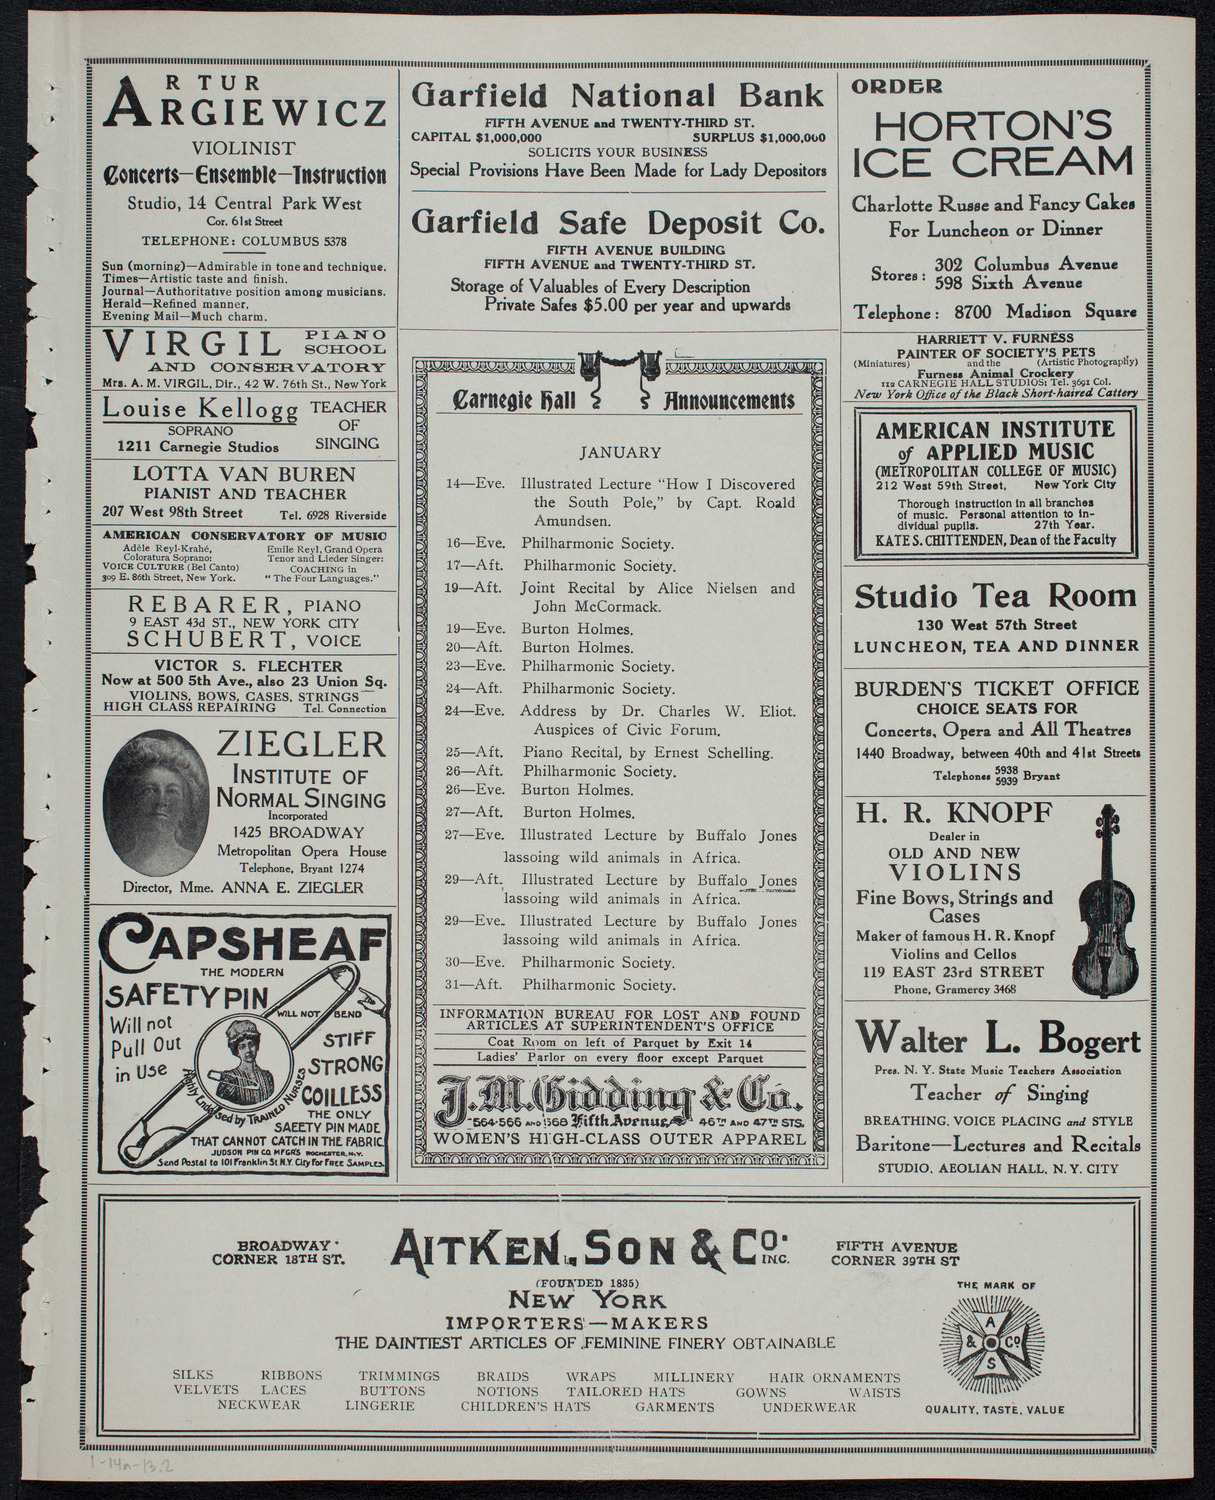 ARTUR
ARGIEWICZ
VIOLINIST
Concerts—Ensemble—Instruction
Studio, 14 Central Park West
Cor. 61st Street
TELEPHONE: COLUMBUS 5378
Sun (morning)—Admirable in tone and technique.
Times—Artistic taste and finish.
Journal—Authoritative position among musicians.
Herald—Refined manner.
Evening Mail—Much charm.
VIRGIL PIANO SCHOOL
AND CONSERVATORY
Mrs. A. M. VIRGIL, Dir., 42 W. 76th St., New York
Louise Kellogg
SOPRANO
1211 Carnegie Studios
TEACHER
OF
SINGING
LOTTA VAN BUREN
PIANIST AND TEACHER
207 West 98th Street Tel. 6928 Riverside
AMERICAN CONSERVATORY OF MUSIC
Adèle Reyl-Krahé,
Coloratura Soprano:
VOICE CULTURE (Bel Canto)
309 E. 86th Street, New York.
Emile Reyl, Grand Opera
Tenor and Lieder Singer:
COACHING in
"The Four Languages."
REBARER, PIANO
9 EAST 43d ST., NEW YORK CITY
SCHUBERT, VOICE
VICTOR S. FLECHTER
Now at 500 5th Ave., also 23 Union Sq.
VIOLINS, BOWS, CASES, STRINGS
HIGH CLASS REPAIRING Tel. Connection
ZIEGLER
INSTITUTE OF
NORMAL SINGING
Incorporated
1425 BROADWAY
Metropolitan Opera House
Telephone, Bryant 1274
Director, Mme. ANNA E. ZIEGLER
CAPSHEAF
THE MODERN
SAFETY PIN
WILL NOT BEND
Will not
Pull Out
in Use
STIFF
STRONG
COILLESS
Highly Endorsed by TRAINED NURSES
THE ONLY
SAFETY PIN MADE
THAT CANNOT CATCH IN THE FABRIC.
JUDSON PIN CO. MFGRS ROCHESTER, N.Y.
Send Postal to 101 Franklin St. N.Y. City for FREE SAMPLES.
Garfield National Bank
FIFTH AVENUE and TWENTY-THIRD ST.
CAPITAL $1,000,000 SURPLUS $1,000,000
SOLICITS YOUR BUSINESS
Special Provisions Have Been Made for Lady Depositors
Garfield Safe Deposit Co.
FIFTH AVENUE BUILDING
FIFTH AVENUE and TWENTY-THIRD ST.
Storage of Valuables of Every Description
Private Safes $5.00 per year and upwards
Carnegie Hall Announcements
JANUARY
14—Eve. Illustrated Lecture "How I Discovered
the South Pole," by Capt. Roald
Amundsen.
16—Eve. Philharmonic Society.
17—Aft. Philharmonic Society.
19—Aft. Joint Recital by Alice Nielsen and
John McCormack.
19—Eve. Burton Holmes.
20—Aft. Burton Holmes.
23—Eve. Philharmonic Society.
24—Aft. Philharmonic Society.
24—Eve. Address by Dr. Charles W. Eliot.
Auspices of Civic Forum.
25—Aft. Piano Recital, by Ernest Schelling.
26—Aft. Philharmonic Society.
26—Eve. Burton Holmes.
27—Aft. Burton Holmes.
27—Eve. Illustrated Lecture by Buffalo Jones
lassoing wild animals in Africa.
29—Aft. Illustrated Lecture by Buffalo Jones
lassoing wild animals in Africa.
29—Eve. Illustrated Lecture by Buffalo Jones
lassoing wild animals in Africa.
30—Eve. Philharmonic Society.
31—Aft. Philharmonic Society.
INFORMATION BUREAU FOR LOST AND FOUND
ARTICLES AT SUPERINTENDENT'S OFFICE
Coat Room on left of Parquet by Exit 14
Ladies' Parlor on every floor except Parquet
J. M. Gidding & Co.
564-566 AND 568 Fifth Avenue 46TH AND 47TH STS.
WOMEN'S HIGH-CLASS OUTER APPAREL
ORDER
HORTON'S
ICE CREAM
Charlotte Russe and Fancy Cakes
For Luncheon or Dinner
Stores: 302 Columbus Avenue
598 Sixth Avenue
Telephone: 8700 Madison Square
HARRIETT V. FURNESS
PAINTER OF SOCIETY'S PETS
(Miniatures) and the (Artistic Photography)
Furness Animal Crockery
112 CARNEGIE HALL STUDIOS; Tel. 3691 Col.
New York Office of the Black Short-haired Cattery
AMERICAN INSTITUTE
of APPLIED MUSIC
(METROPOLITAN COLLEGE OF MUSIC)
212 West 59th Street, New York City
Thorough instruction in all branches
of music. Personal attention to in-
dividual pupils. 27th Year.
KATE S. CHITTENDEN, Dean of the Faculty
Studio Tea Room
130 West 57th Street
LUNCHEON, TEA AND DINNER
BURDEN'S TICKET OFFICE
CHOICE SEATS FOR
Concerts, Opera and All Theatres
1440 Broadway, between 40th and 41st Streets
Telephones 5938 5939 Bryant
H. R. KNOPF
Dealer in
OLD AND NEW
VIOLINS
Fine Bows, Strings and
Cases
Maker of famous H. R. Knopf
Violins and Cellos
119 EAST 23rd STREET
Phone, Gramercy 3468
Walter L. Bogert
Pres. N. Y. State Music Teachers Association
Teacher of Singing
BREATHING, VOICE PLACING and STYLE
Baritone—Lectures and Recitals
STUDIO, AEOLIAN HALL, N. Y. CITY
BROADWAY
CORNER 18TH ST.
AITKEN, SON & CO. INC.
FIFTH AVENUE
CORNER 39TH ST
(FOUNDED 1835)
NEW YORK
IMPORTERS—MAKERS
THE DAINTIEST ARTICLES OF FEMININE FINERY OBTAINABLE
SILKS RIBBONS TRIMMINGS BRAIDS WRAPS MILLINERY HAIR ORNAMENTS
VELVETS LACES BUTTONS NOTIONS TAILORED HATS GOWNS WAISTS
NECKWEAR LINGERIE CHILDREN'S HATS GARMENTS UNDERWEAR
THE MARK OF
A
& Co
S
QUALITY, TASTE, VALUE
1-14a-13.2